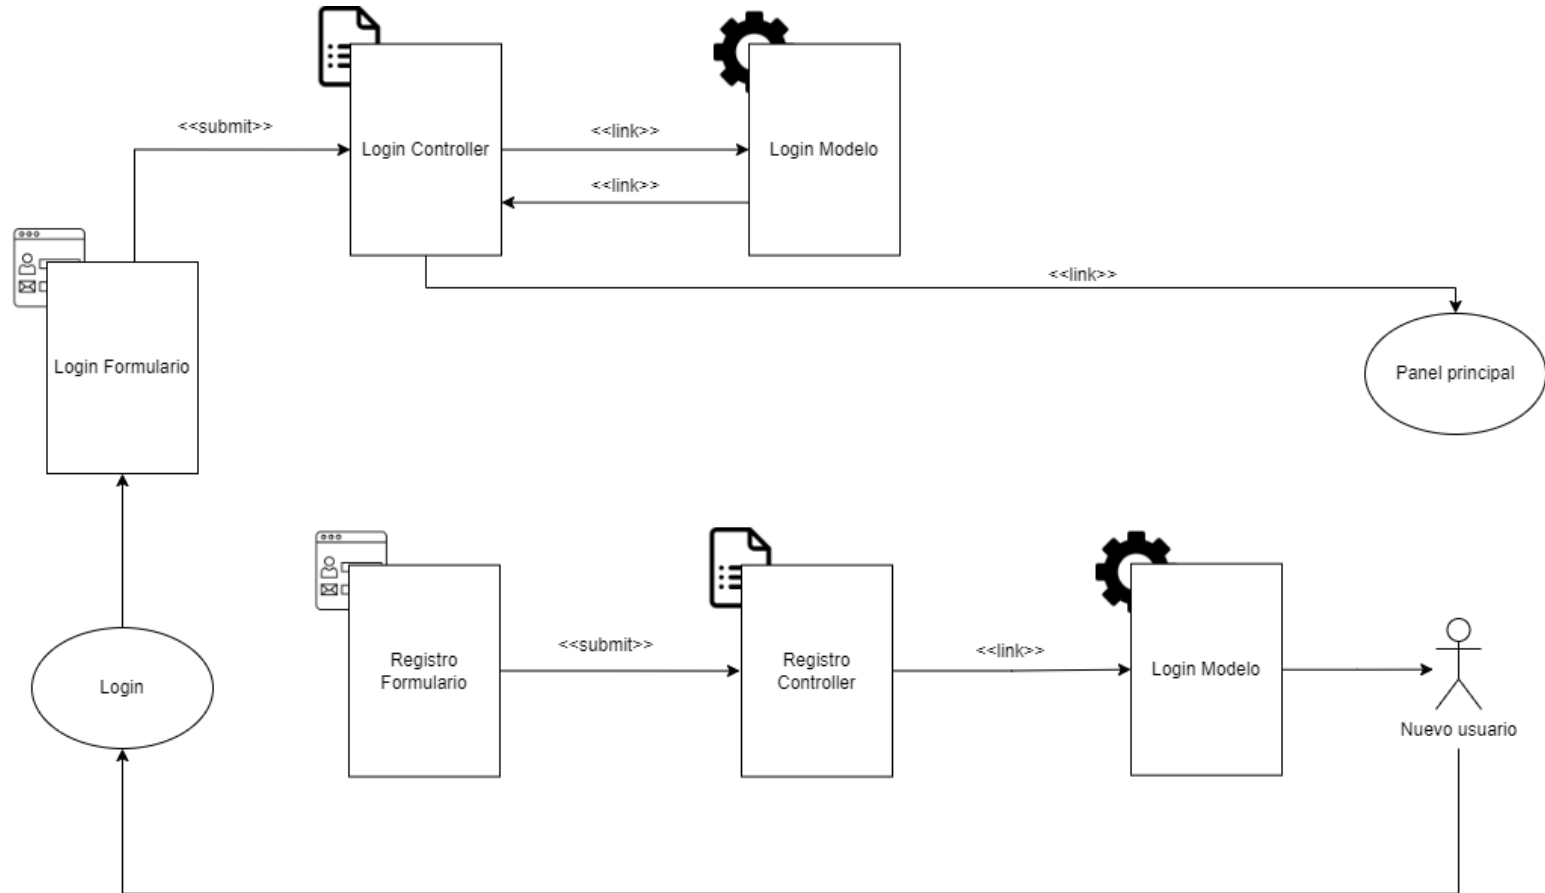 <<submit>>
Login Controller
<<link>>
Login Modelo
<<link>>
<<link>>
Login Formulario
Panel principal
Login
Registro
Formulario
<<submit>>
Registro
Controller
<<link>>
Login Modelo
Nuevo usuario